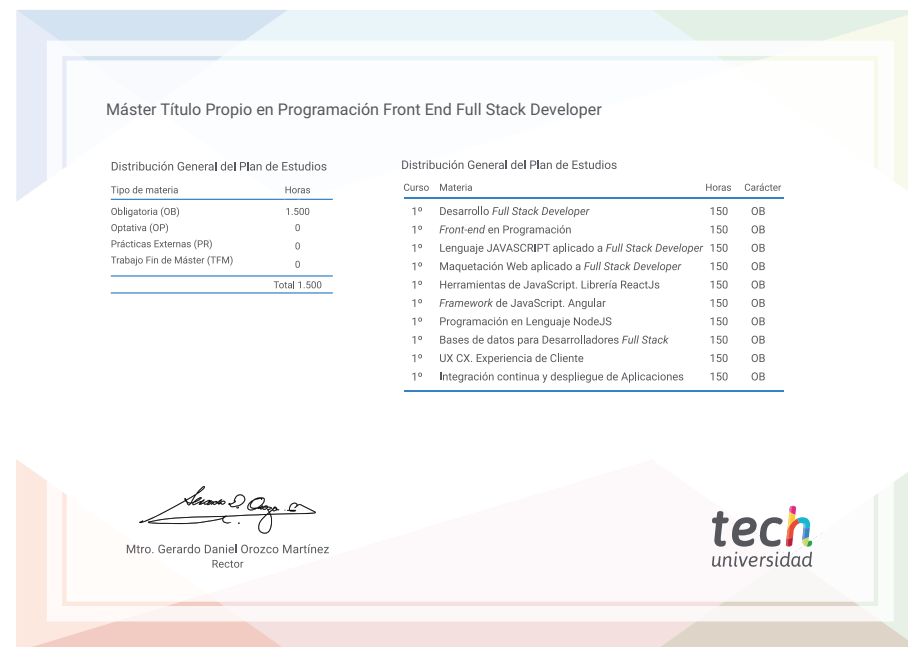 Máster Título Propio en Programación Front End Full Stack Developer
Distribución General del Plan de Estudios
Tipo de materia Horas
Obligatoria (OB) 1.500
Optativa (OP) 0
Prácticas Externas (PR) 0
Trabajo Fin de Máster (TFM) 0
Total 1.500
Distribución General del Plan de Estudios
Curso Materia Horas Carácter
1º Desarrollo Full Stack Developer 150 OB
1º Front-end en Programación 150 OB
1º Lenguaje JAVASCRIPT aplicado a Full Stack Developer 150 OB
1º Maquetación Web aplicado a Full Stack Developer 150 OB
1º Herramientas de JavaScript. Librería ReactJs 150 OB
1º Framework de JavaScript. Angular 150 OB
1º Programación en Lenguaje NodeJS 150 OB
1º Bases de datos para Desarrolladores Full Stack 150 OB
1º UX CX. Experiencia de Cliente 150 OB
1º Integración continua y despliegue de Aplicaciones 150 OB
Mtro. Gerardo Daniel Orozco Martínez
Rector
tech
universidad